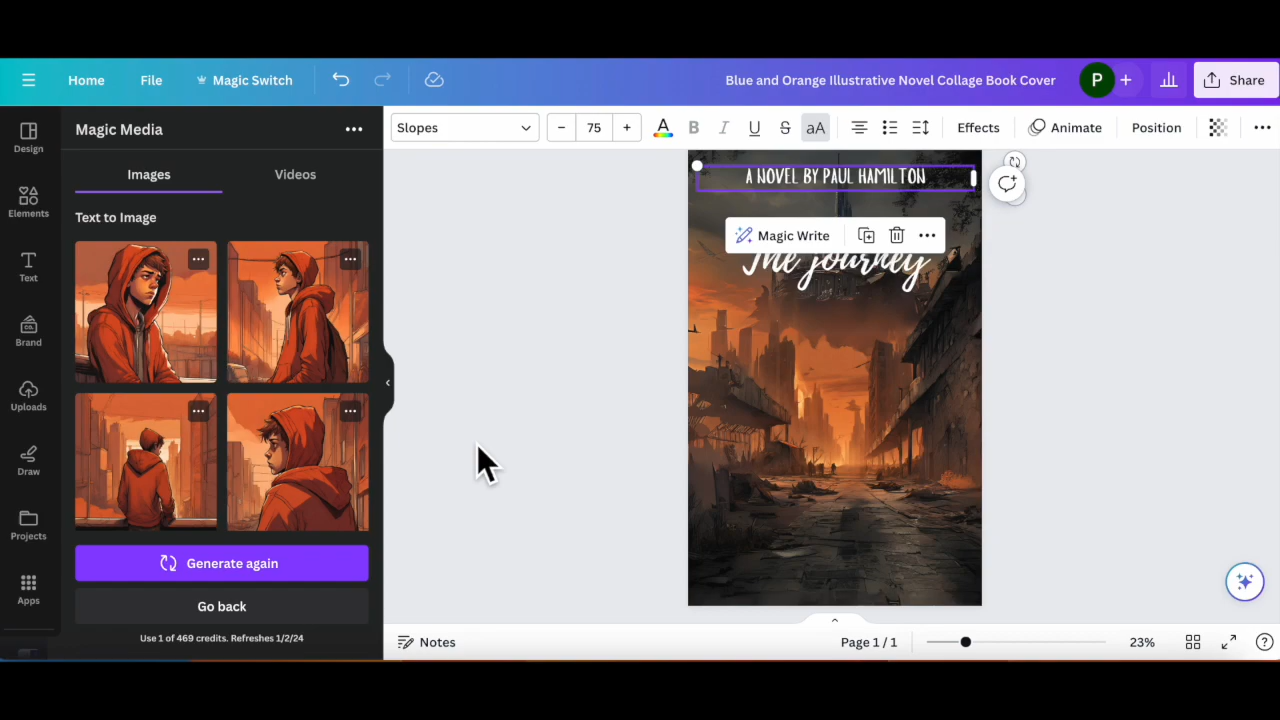 Home
File
Magic Switch
Blue and Orange Illustrative Novel Collage Book Cover
P
Share
Design
Elements
Text
Brand
Uploads
Draw
Projects
Apps
Magic Media
Images
Videos
Text to Image
Generate again
Go back
Use 1 of 469 credits. Refreshes 1/2/24
Slopes
75
A
B
I
U
S
aA
Effects
Animate
Position
A NOVEL BY PAUL HAMILTON
Magic Write
The journey
Notes
Page 1 / 1
23%